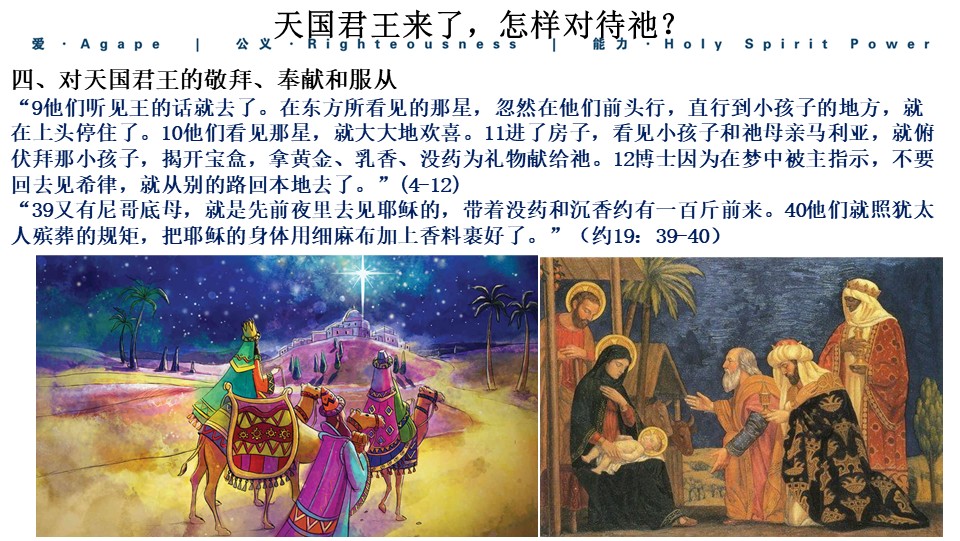 天国君王来了，怎样对待祂？
爱 · Agape | 公义 · Righteousness | 能力 · Holy Spirit Power
四、对天国君王的敬拜、奉献和服从
“9他们听见王的话就去了。在东方所看见的那星，忽然在他们前头行，直行到小孩子的地方，就
在上头停住了。10他们看见那星，就大大地欢喜。11进了房子，看见小孩子和祂母亲马利亚，就俯
伏拜那小孩子，揭开宝盒，拿黄金、乳香、没药为礼物献给祂。12博士因为在梦中被主指示，不要
回去见希律，就从别的路回本地去了。”(4-12)
“39又有尼哥底母，就是先前夜里去见耶稣的，带着没药和沉香约有一百斤前来。40他们就照犹太
人殡葬的规矩，把耶稣的身体用细麻布加上香料裹好了。”（约19：39-40）